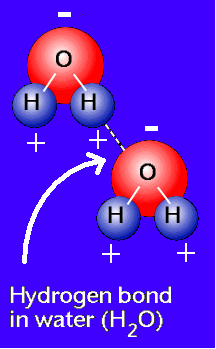 −
O
H H
+ +
−
O
H H
+ +
Hydrogen bond
in water (H₂O)